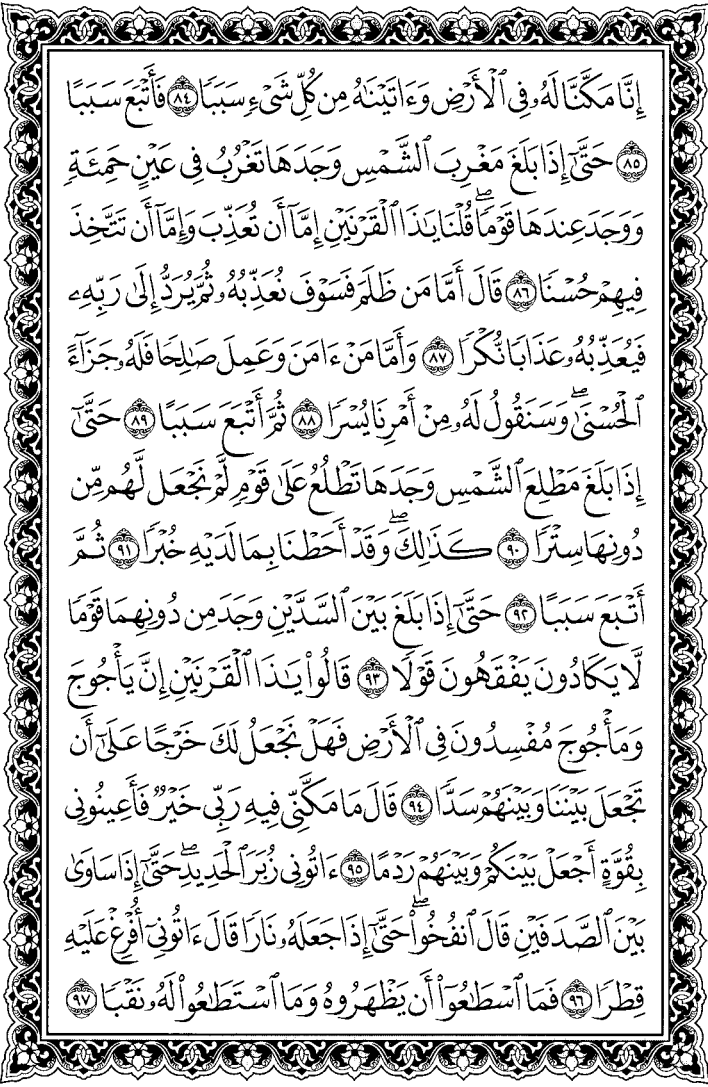 إِنَّا مَكَّنَّا لَهُۥ فِى ٱلْأَرْضِ وَءَاتَيْنَٰهُ مِن كُلِّ شَىْءٍ سَبَبًا ٨٤ فَأَتْبَعَ سَبَبًا
٨٥ حَتَّىٰٓ إِذَا بَلَغَ مَغْرِبَ ٱلشَّمْسِ وَجَدَهَا تَغْرُبُ فِى عَيْنٍ حَمِئَةٍ
وَوَجَدَ عِندَهَا قَوْمًا ۗ قُلْنَا يَٰذَا ٱلْقَرْنَيْنِ إِمَّآ أَن تُعَذِّبَ وَإِمَّآ أَن تَتَّخِذَ
فِيهِمْ حُسْنًا ٨٦ قَالَ أَمَّا مَن ظَلَمَ فَسَوْفَ نُعَذِّبُهُۥ ثُمَّ يُرَدُّ إِلَىٰ رَبِّهِۦ
فَيُعَذِّبُهُۥ عَذَابًا نُّكْرًا ٨٧ وَأَمَّا مَنْ ءَامَنَ وَعَمِلَ صَٰلِحًا فَلَهُۥ جَزَآءً
ٱلْحُسْنَىٰ ۖ وَسَنَقُولُ لَهُۥ مِنْ أَمْرِنَا يُسْرًا ٨٨ ثُمَّ أَتْبَعَ سَبَبًا ٨٩ حَتَّىٰٓ
إِذَا بَلَغَ مَطْلِعَ ٱلشَّمْسِ وَجَدَهَا تَطْلُعُ عَلَىٰ قَوْمٍ لَّمْ نَجْعَل لَّهُم مِّن
دُونِهَا سِتْرًا ٩٠ كَذَٰلِكَ ۖ وَقَدْ أَحَطْنَا بِمَا لَدَيْهِ خُبْرًا ٩١ ثُمَّ
أَتْبَعَ سَبَبًا ٩٢ حَتَّىٰٓ إِذَا بَلَغَ بَيْنَ ٱلسَّدَّيْنِ وَجَدَ مِن دُونِهِمَا قَوْمًا
لَّا يَكَادُونَ يَفْقَهُونَ قَوْلًا ٩٣ قَالُوا۟ يَٰذَا ٱلْقَرْنَيْنِ إِنَّ يَأْجُوجَ
وَمَأْجُوجَ مُفْسِدُونَ فِى ٱلْأَرْضِ فَهَلْ نَجْعَلُ لَكَ خَرْجًا عَلَىٰٓ أَن
تَجْعَلَ بَيْنَنَا وَبَيْنَهُمْ سَدًّا ٩٤ قَالَ مَا مَكَّنِّى فِيهِ رَبِّى خَيْرٌ فَأَعِينُونِى
بِقُوَّةٍ أَجْعَلْ بَيْنَكُمْ وَبَيْنَهُمْ رَدْمًا ٩٥ ءَاتُونِى زُبَرَ ٱلْحَدِيدِ ۖ حَتَّىٰٓ إِذَا سَاوَىٰ
بَيْنَ ٱلصَّدَفَيْنِ قَالَ ٱنفُخُوا۟ ۖ حَتَّىٰٓ إِذَا جَعَلَهُۥ نَارًا قَالَ ءَاتُونِىٓ أُفْرِغْ عَلَيْهِ
قِطْرًا ٩٦ فَمَا ٱسْطَٰعُوٓا۟ أَن يَظْهَرُوهُ وَمَا ٱسْتَطَٰعُوا۟ لَهُۥ نَقْبًا ٩٧